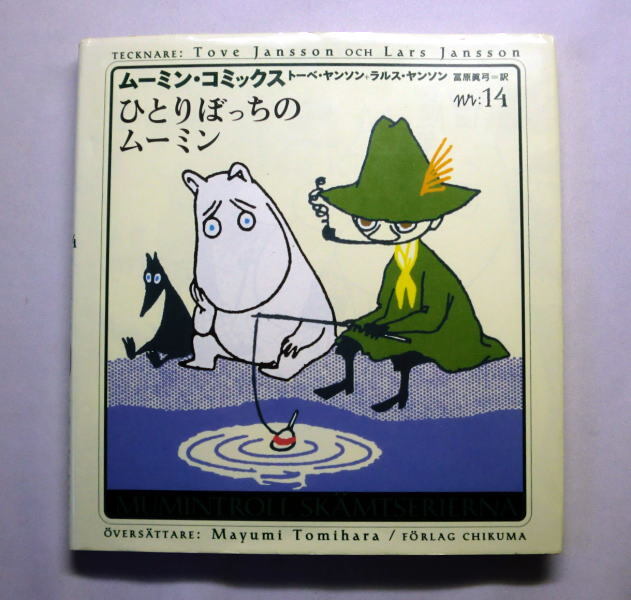 TECKNARE: Tove Jansson OCH Lars Jansson
ムーミン・コミックス トーベ・ヤンソン+ラルス・ヤンソン 冨原眞弓=訳
ひとりぼっちの nr:14
ムーミン
MUMINTROLL SKÄMTSERIERNA
ÖVERSÄTTARE: Mayumi Tomihara / FÖRLAG CHIKUMA